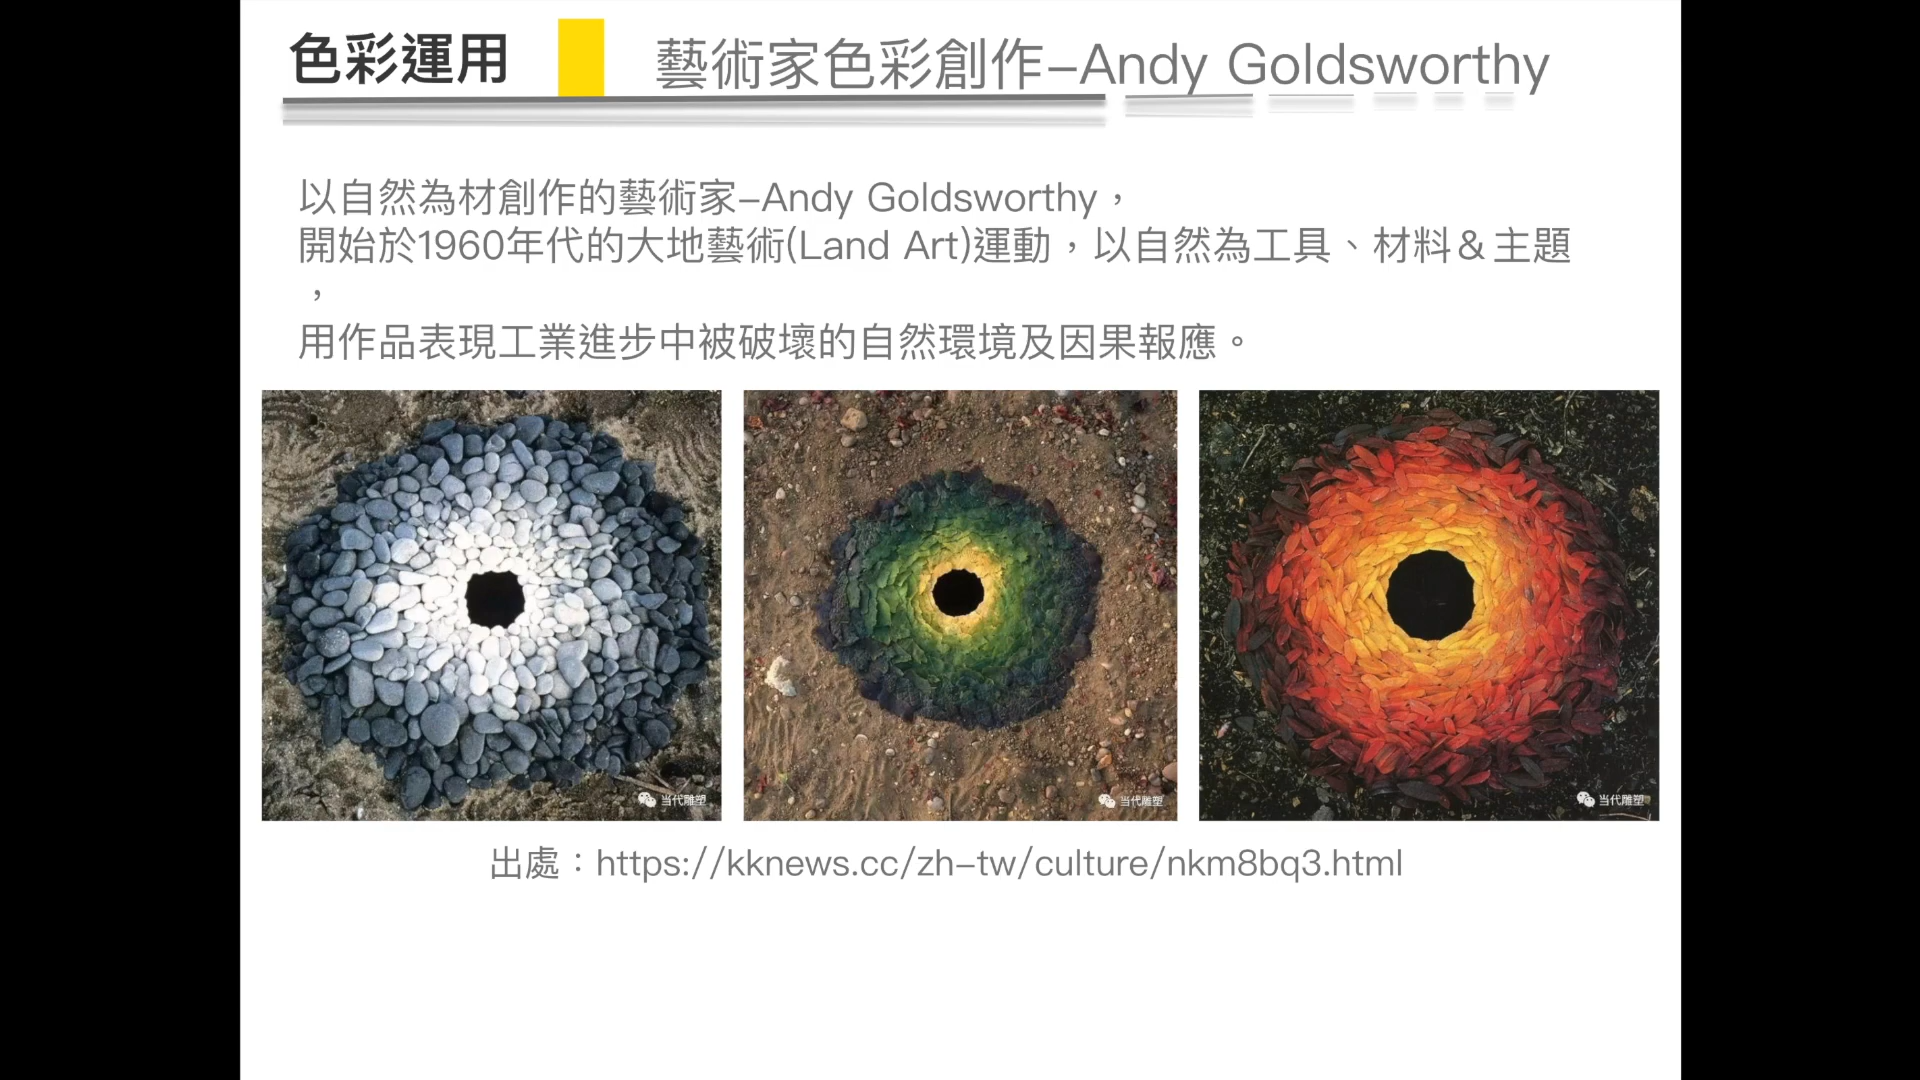 色彩運用
藝術家色彩創作–Andy Goldsworthy
以自然為材創作的藝術家–Andy Goldsworthy，
開始於1960年代的大地藝術(Land Art)運動，以自然為工具、材料＆主題
，
用作品表現工業進步中被破壞的自然環境及因果報應。
当代雕塑
当代雕塑
当代雕塑
出處：https://kknews.cc/zh–tw/culture/nkm8bq3.html